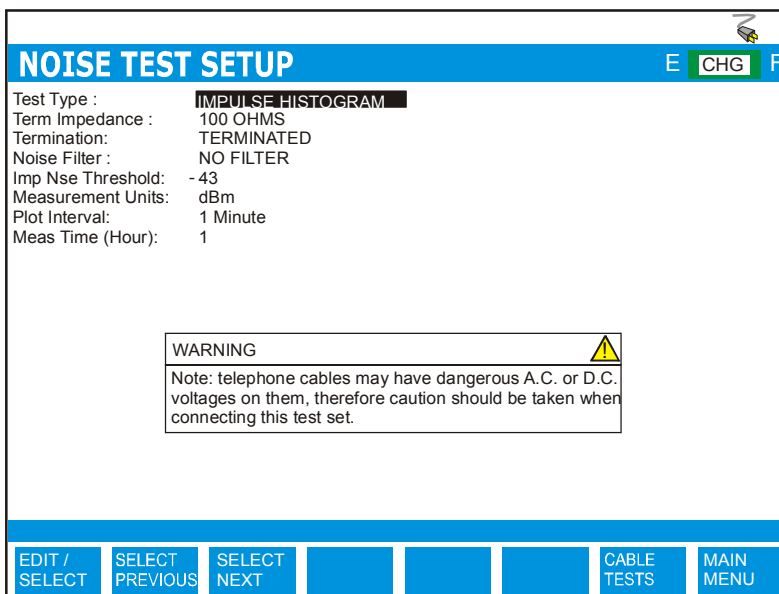 NOISE TEST SETUP E CHG F
Test Type : IMPULSE HISTOGRAM
Term Impedance : 100 OHMS
Termination: TERMINATED
Noise Filter : NO FILTER
Imp Nse Threshold: - 43
Measurement Units: dBm
Plot Interval: 1 Minute
Meas Time (Hour): 1
WARNING
Note: telephone cables may have dangerous A.C. or D.C.
voltages on them, therefore caution should be taken when
connecting this test set.
EDIT /
SELECT
SELECT
PREVIOUS
SELECT
NEXT
CABLE
TESTS
MAIN
MENU